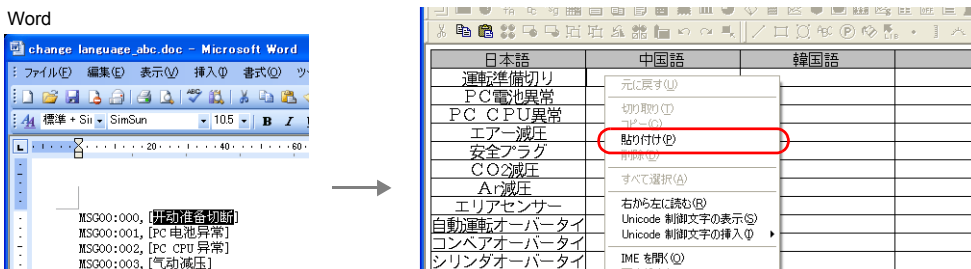 Word
change language_abc.doc - Microsoft Word
ファイル(F) 編集(E) 表示(V) 挿入(I) 書式(O) ツ
標準 + Sir SimSun 10.5 B I
20 40 60
MSG00:000, [开动准备切断]
MSG00:001, [PC 电池异常]
MSG00:002, [PC CPU 异常]
MSG00:003, [气动减压]
日本語 中国語 韓国語
運転準備切り
PC電池異常
PC CPU異常
エアー減圧
安全プラグ
CO2減圧
Ar減圧
エリアセンサー
自動運転オーバータイ
コンベアオーバータイ
シリンダオーバータイ
元に戻す(U)
切り取り(T)
コピー(C)
貼り付け(P)
削除(D)
すべて選択(A)
右から左に読む(R)
Unicode 制御文字の表示(S)
Unicode 制御文字の挿入(I)
IME を開く(O)